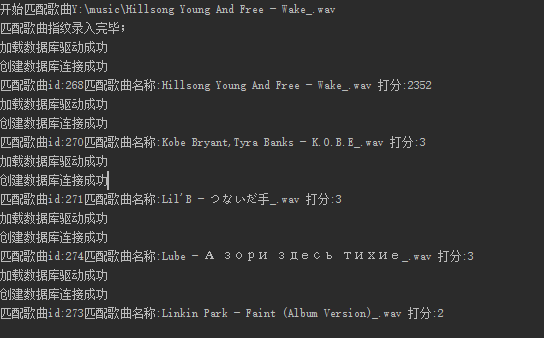 开始匹配歌曲Y:\music\Hillsong Young And Free - Wake_.wav
匹配歌曲指纹录入完毕;
加载数据库驱动成功
创建数据库连接成功
匹配歌曲id:268匹配歌曲名称:Hillsong Young And Free - Wake_.wav 打分:2352
加载数据库驱动成功
创建数据库连接成功
匹配歌曲id:270匹配歌曲名称:Kobe Bryant,Tyra Banks - K.O.B.E_.wav 打分:3
加载数据库驱动成功
创建数据库连接成功
匹配歌曲id:271匹配歌曲名称:Lil'B - つないだ手_.wav 打分:3
加载数据库驱动成功
创建数据库连接成功
匹配歌曲id:274匹配歌曲名称:Lube - А зори здесь тихие_.wav 打分:3
加载数据库驱动成功
创建数据库连接成功
匹配歌曲id:273匹配歌曲名称:Linkin Park - Faint (Album Version)_.wav 打分:2